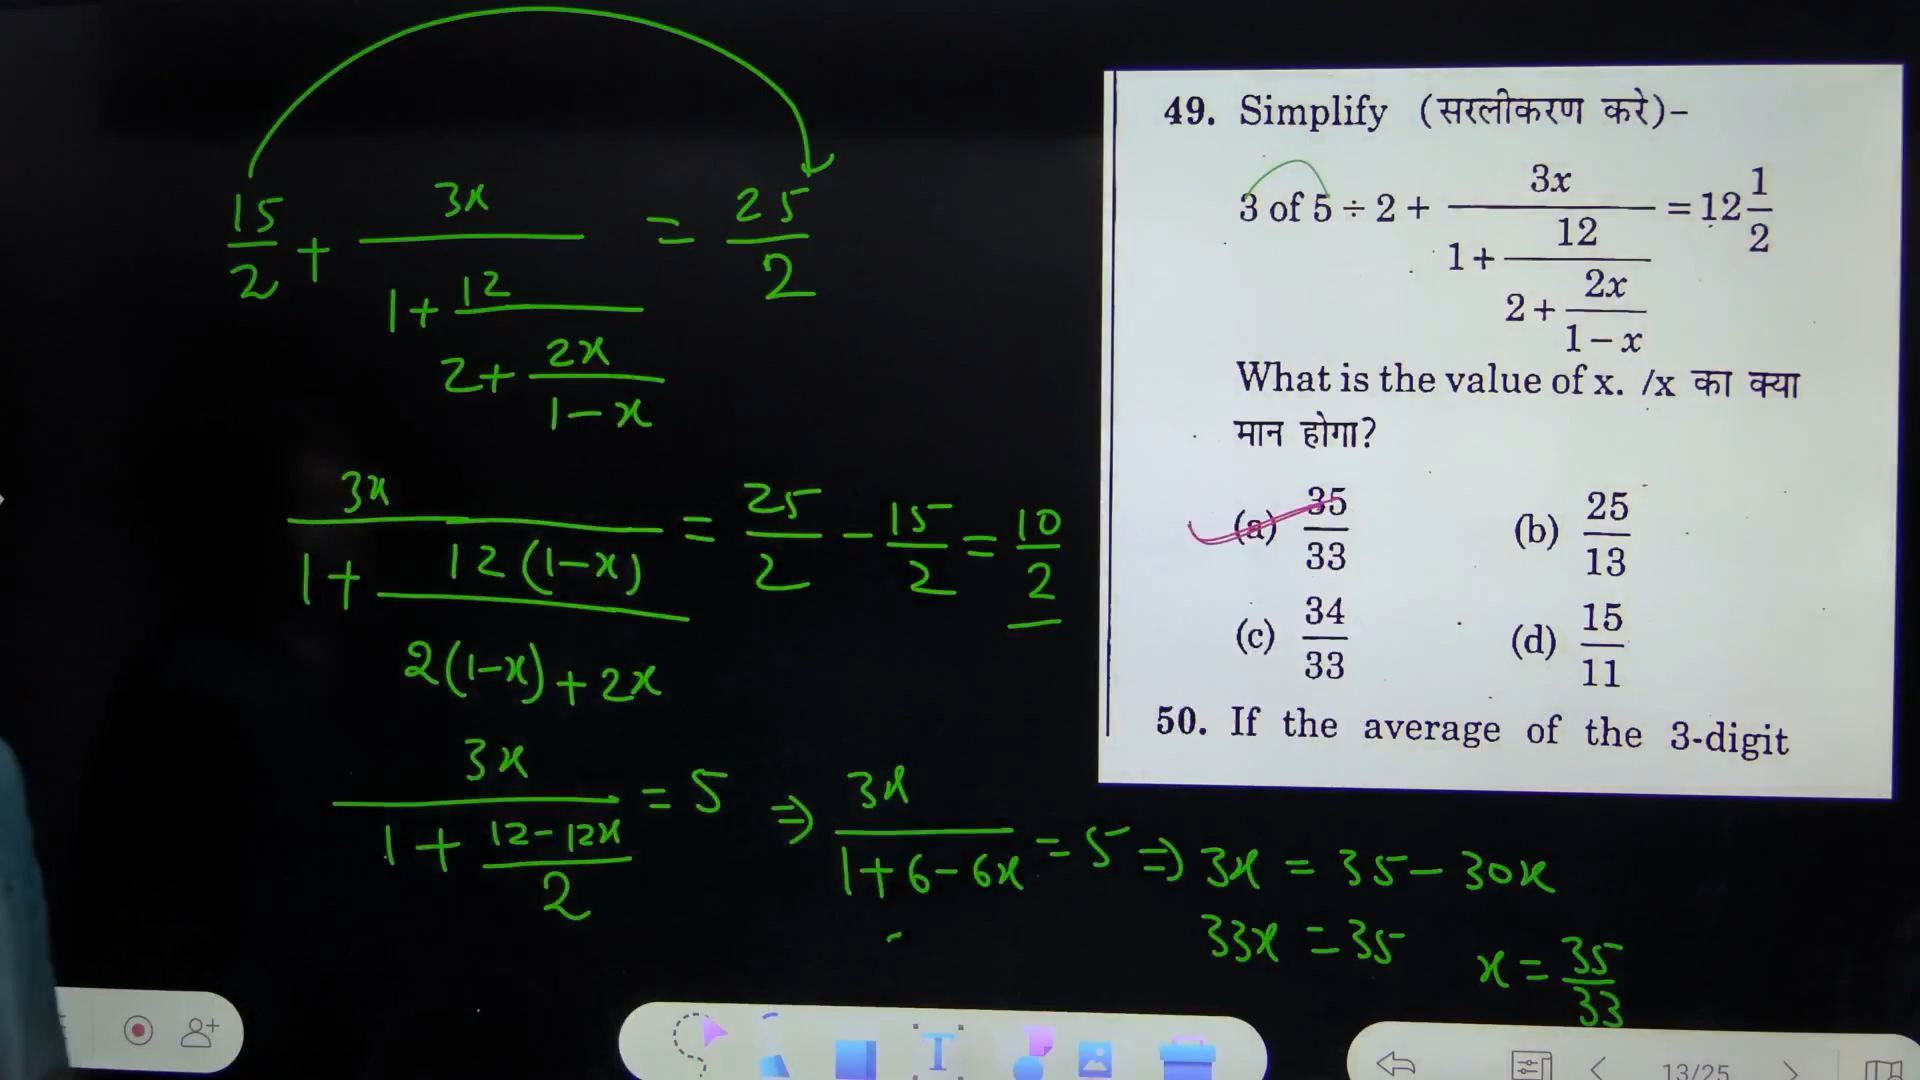 15/2 + 3x/(1+12/(2+2x/(1-x))) = 25/2
3x/(1+12(1-x)/(2(1-x)+2x)) = 25/2 - 15/2 = 10/2
3x/(1+(12-12x)/2) = 5 ⇒ 3x/(1+6-6x) = 5 ⇒ 3x = 35-30x
33x = 35
x = 35/33
49. Simplify (सरलीकरण करे)-
3 of 5 ÷ 2 + 3x/(1+12/(2+2x/(1-x))) = 12 1/2
What is the value of x. /x का क्या
मान होगा?
(a) 35/33 (b) 25/13
(c) 34/33 (d) 15/11
50. If the average of the 3-digit
T
13/25